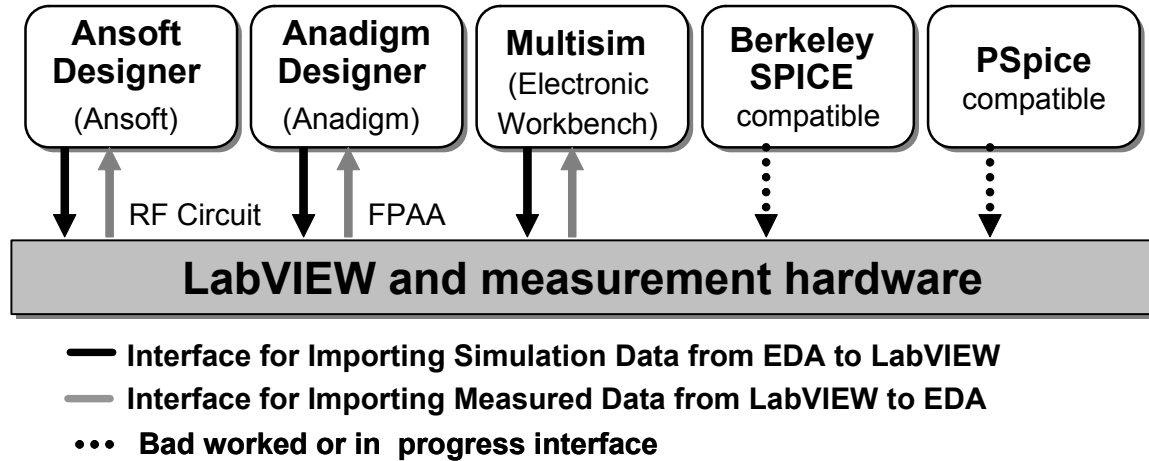 Ansoft
Designer
(Ansoft)
Anadigm
Designer
(Anadigm)
Multisim
(Electronic
Workbench)
Berkeley
SPICE
compatible
PSpice
compatible
RF Circuit
FPAA
LabVIEW and measurement hardware
Interface for Importing Simulation Data from EDA to LabVIEW
Interface for Importing Measured Data from LabVIEW to EDA
Bad worked or in progress interface